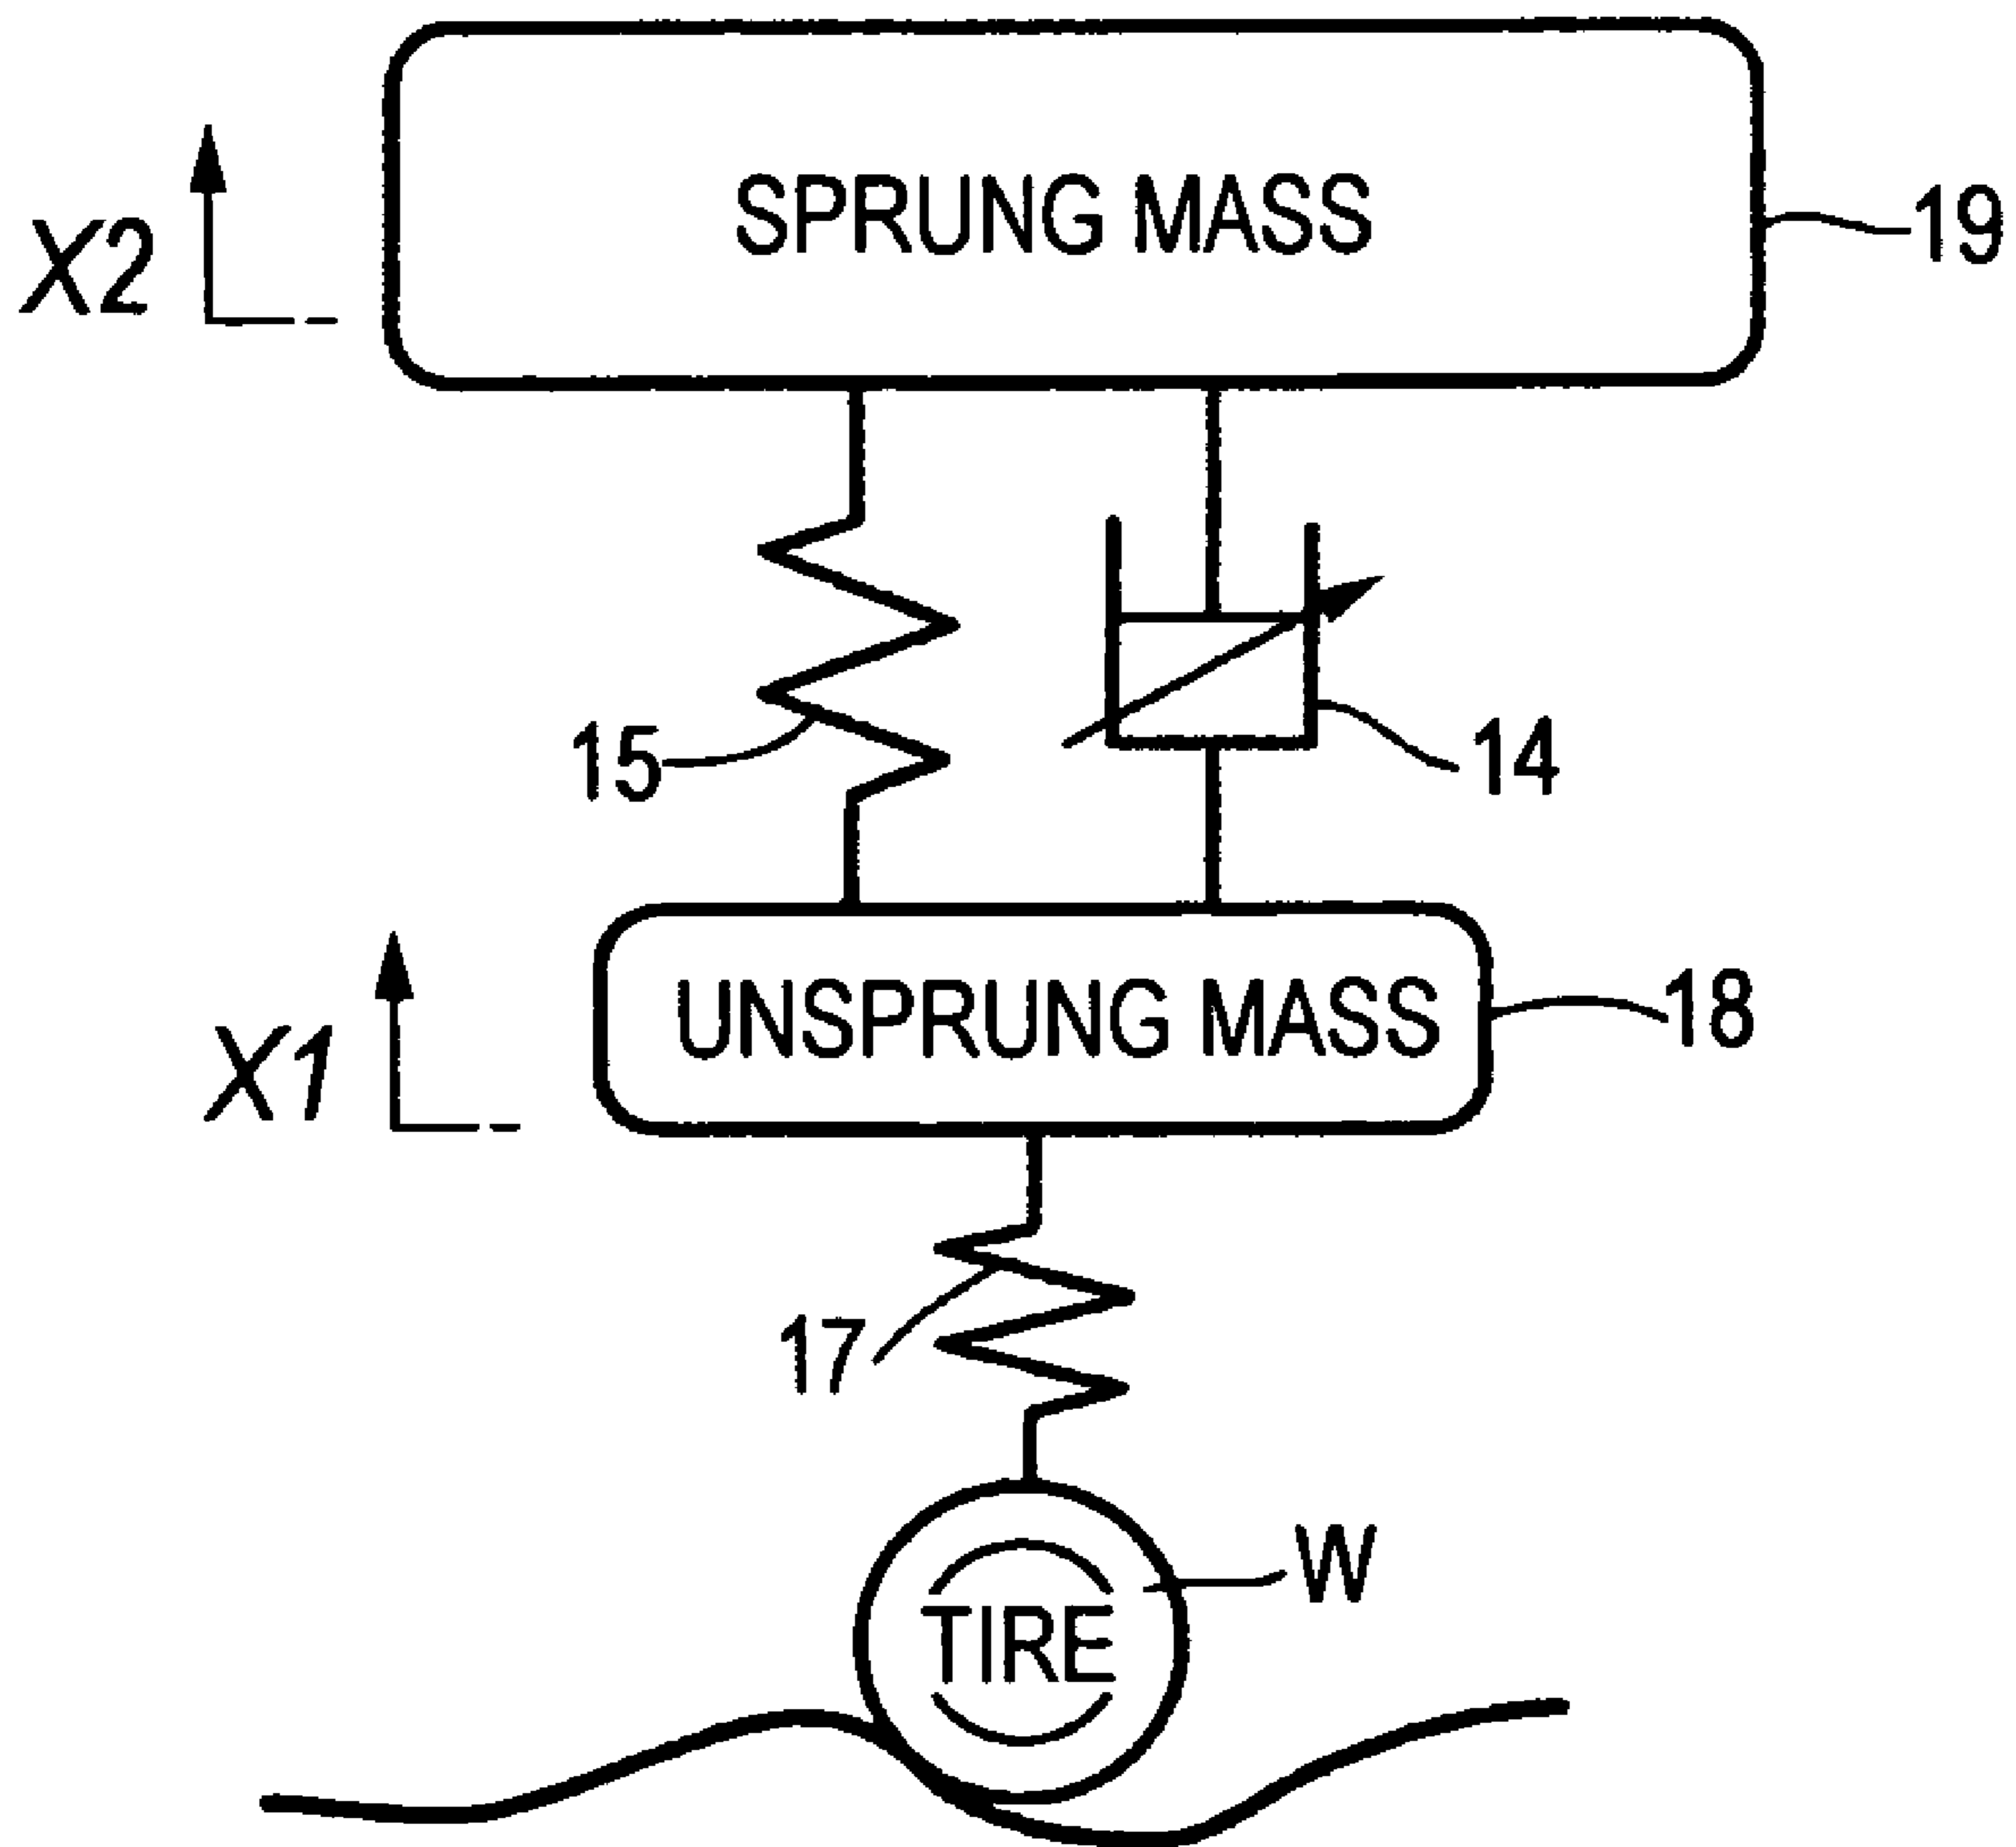 SPRUNG MASS
19
X2
15
14
UNSPRUNG MASS
18
X1
17
W
TIRE